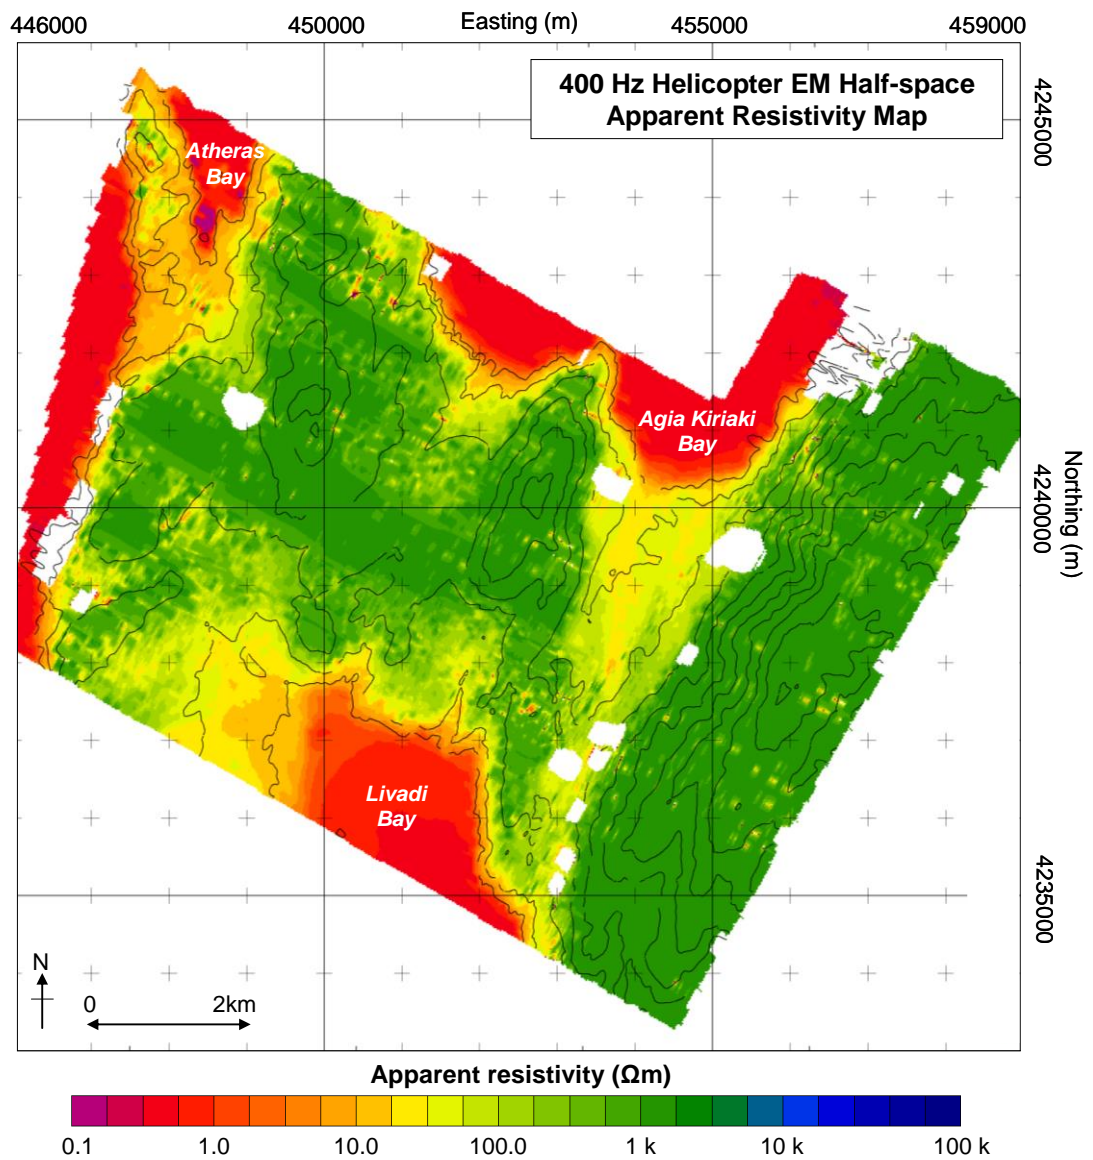 446000 450000 Easting (m) 455000 459000
400 Hz Helicopter EM Half-space
Apparent Resistivity Map
4245000
Atheras
Bay
Agia Kiriaki
Bay
Northing (m)
4240000
Livadi
Bay
4235000
N
0 2km
Apparent resistivity (Ωm)
0.1 1.0 10.0 100.0 1 k 10 k 100 k